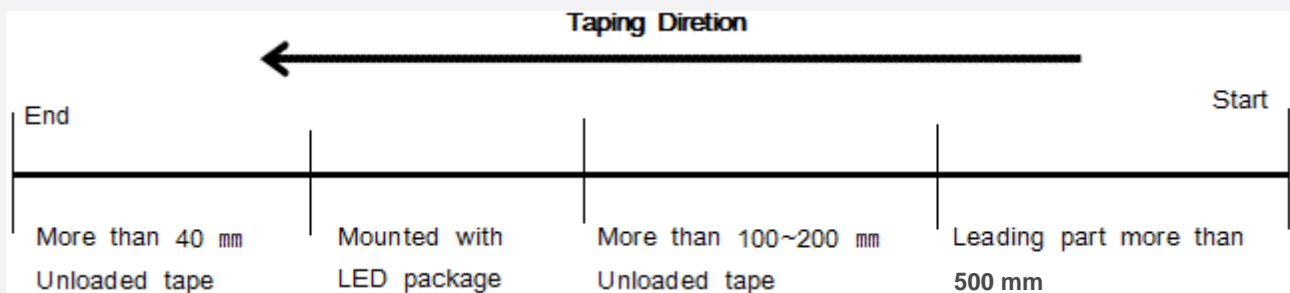 Taping Diretion
End
Start
More than 40 ㎜
Unloaded tape
Mounted with
LED package
More than 100~200 ㎜
Unloaded tape
Leading part more than
500 mm